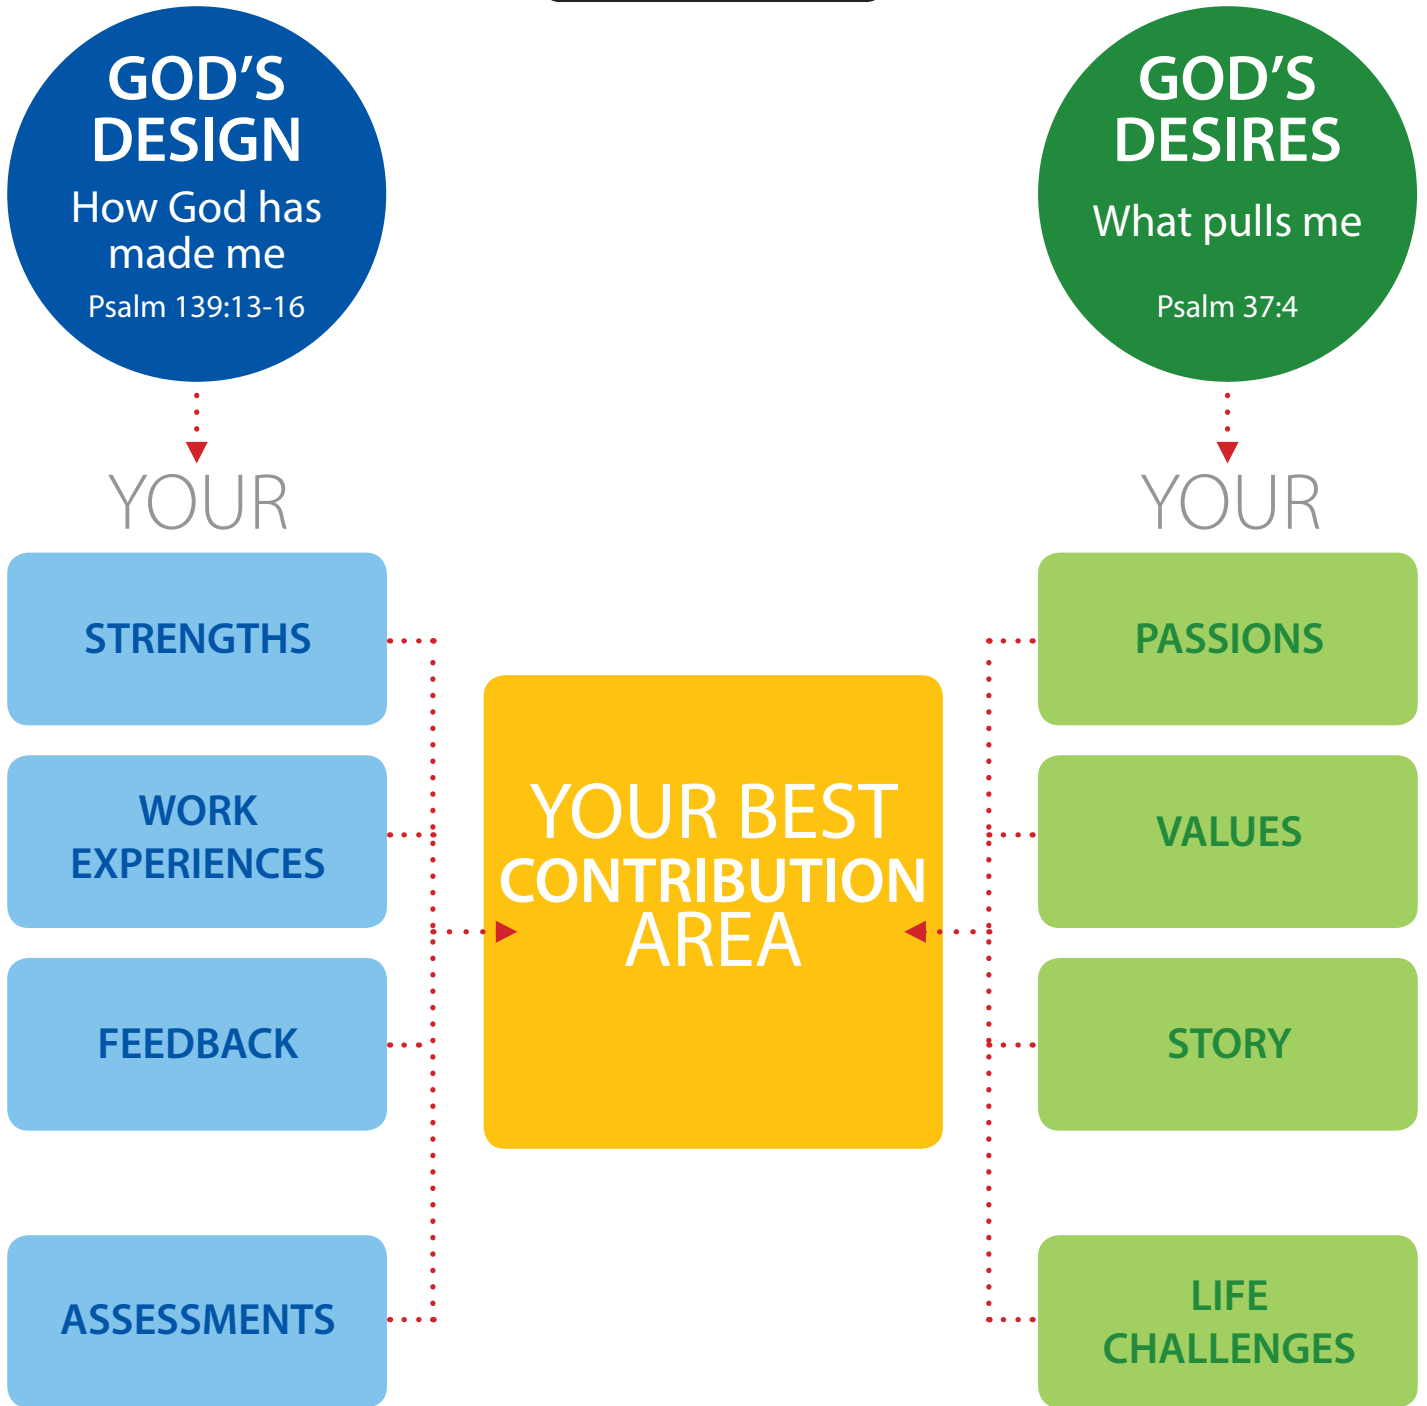 GOD'S
DESIGN
How God has
made me
Psalm 139:13-16
YOUR
STRENGTHS
WORK
EXPERIENCES
FEEDBACK
ASSESSMENTS
YOUR BEST
CONTRIBUTION
AREA
GOD'S
DESIRES
What pulls me
Psalm 37:4
YOUR
PASSIONS
VALUES
STORY
LIFE
CHALLENGES